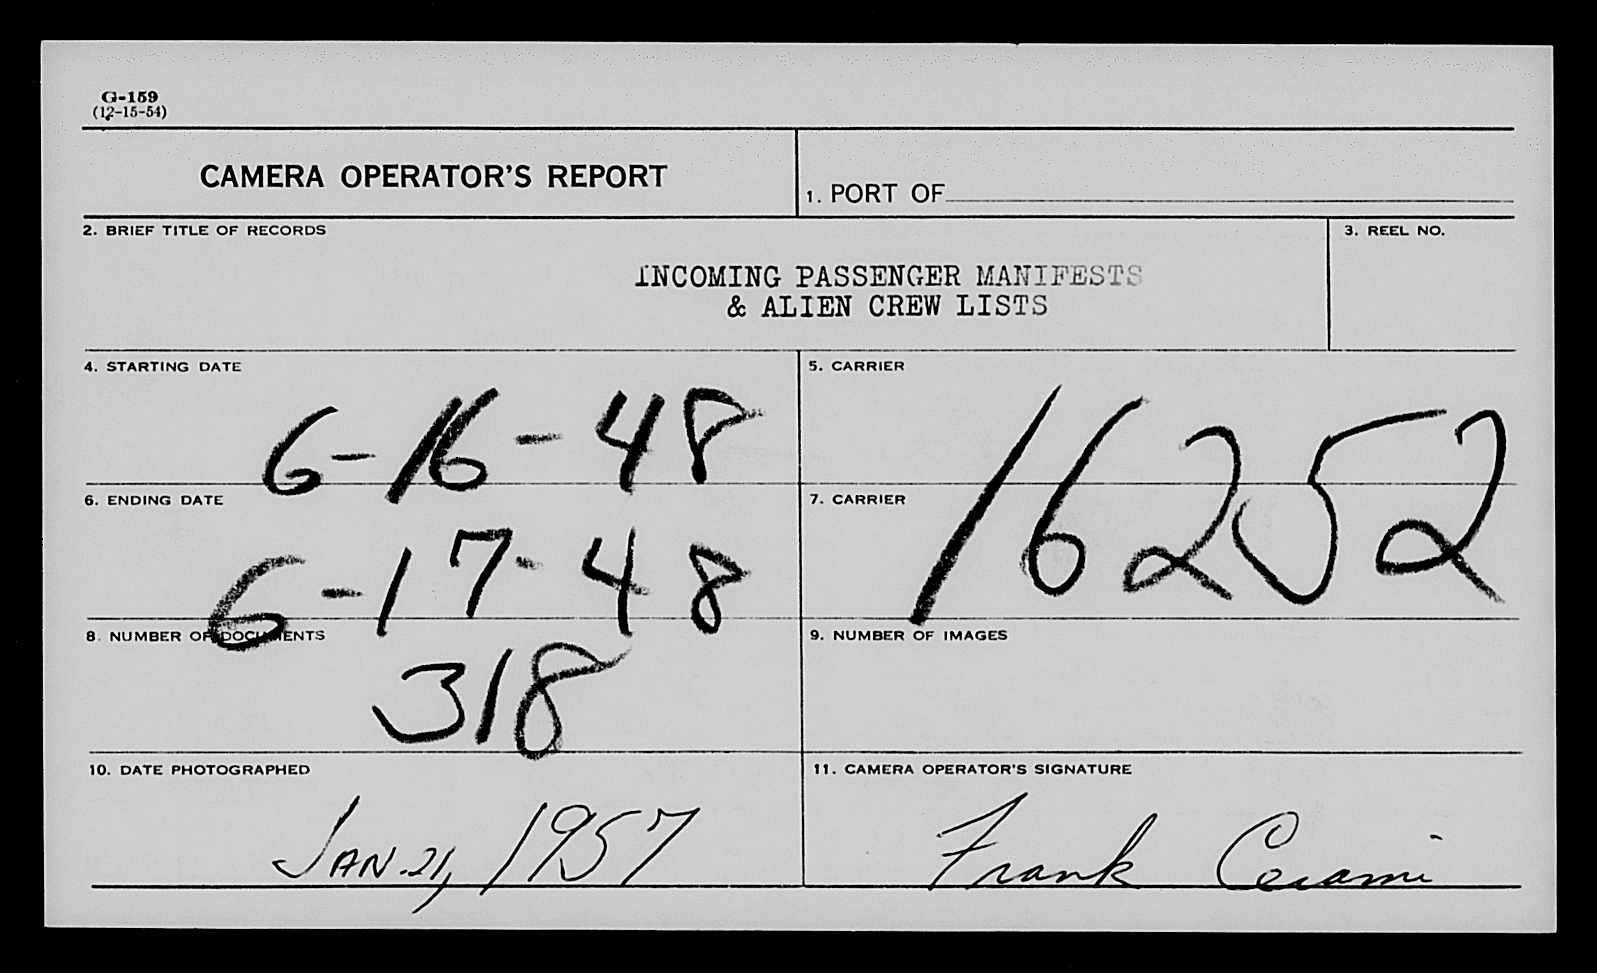 G-159
(12-15-54)
CAMERA OPERATOR'S REPORT
1. PORT OF
2. BRIEF TITLE OF RECORDS
3. REEL NO.
INCOMING PASSENGER MANIFESTS
& ALIEN CREW LISTS
4. STARTING DATE
6-16-48
5. CARRIER
16252
6. ENDING DATE
6-17-48
7. CARRIER
8. NUMBER OF DOCUMENTS
318
9. NUMBER OF IMAGES
10. DATE PHOTOGRAPHED
JAN. 21, 1957
11. CAMERA OPERATOR'S SIGNATURE
Frank